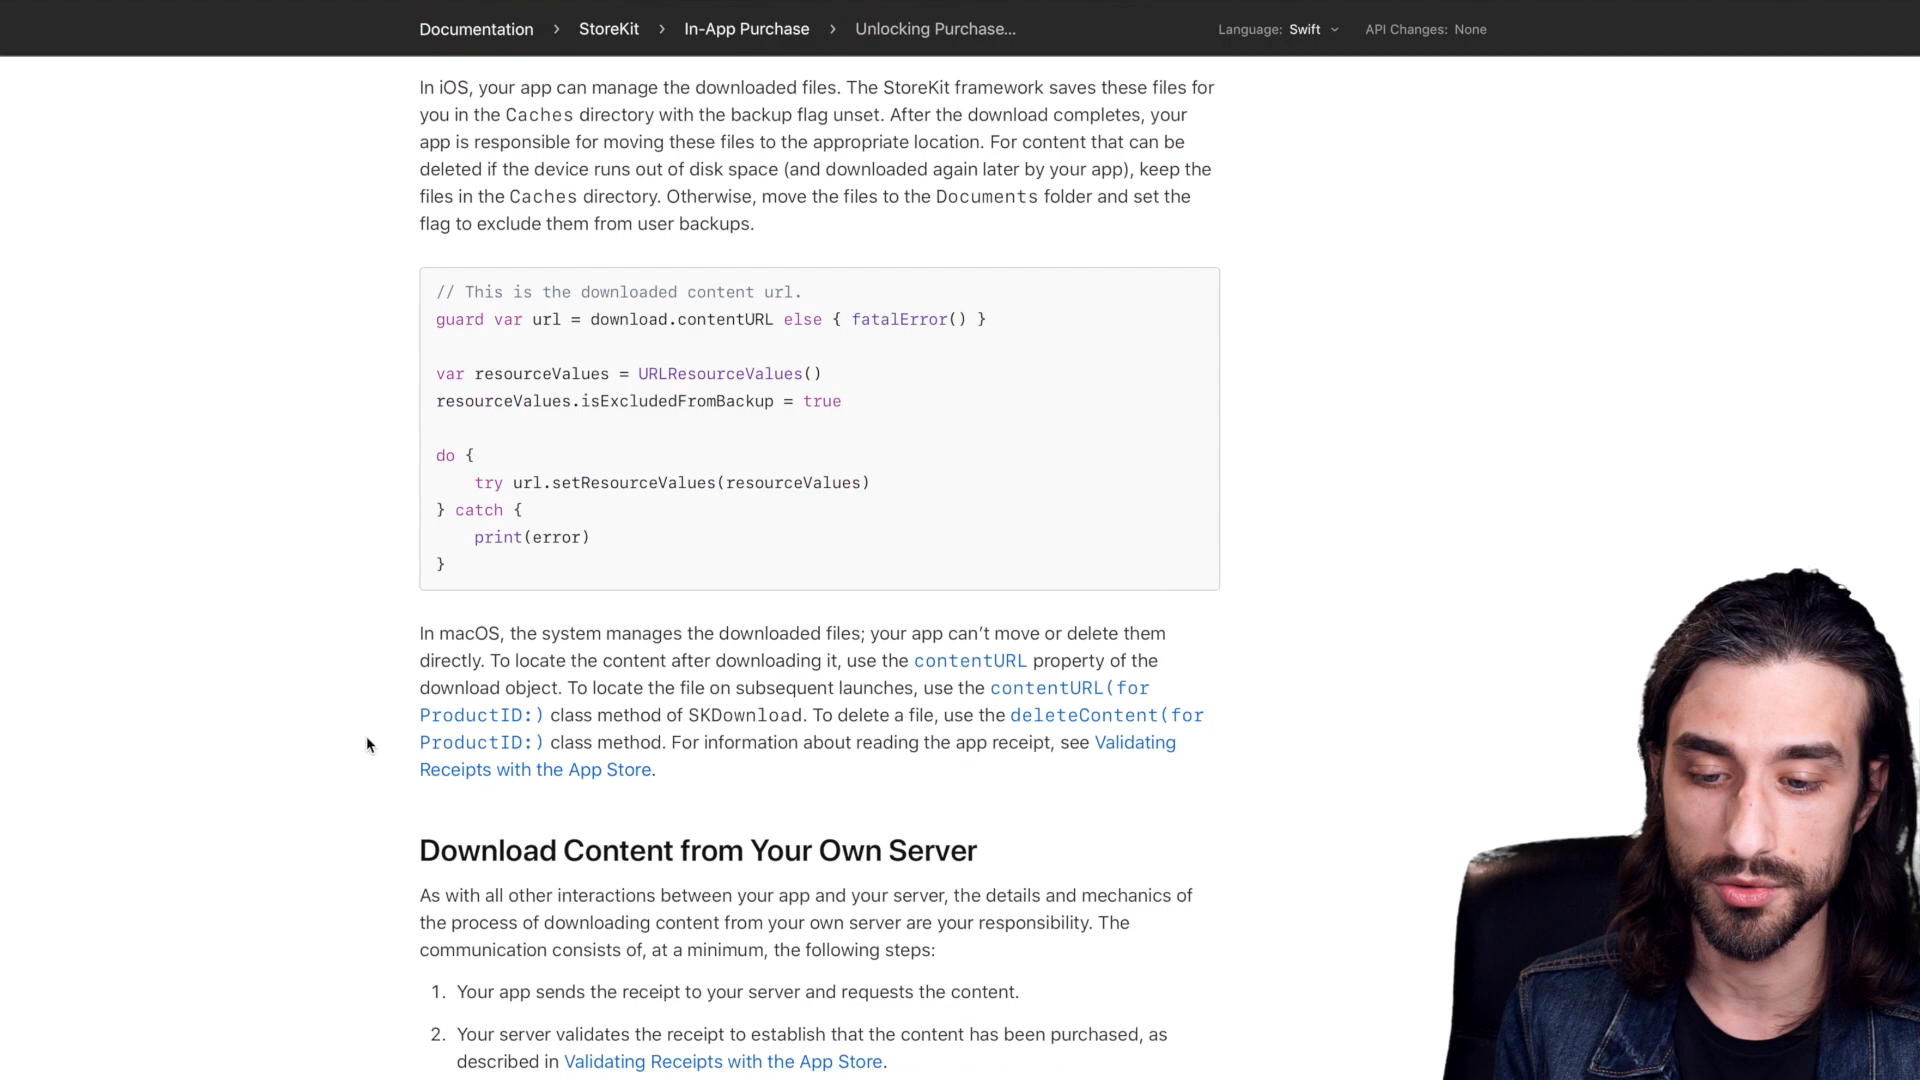 Documentation > StoreKit > In-App Purchase > Unlocking Purchase... Language: Swift API Changes: None
In iOS, your app can manage the downloaded files. The StoreKit framework saves these files for
you in the Caches directory with the backup flag unset. After the download completes, your
app is responsible for moving these files to the appropriate location. For content that can be
deleted if the device runs out of disk space (and downloaded again later by your app), keep the
files in the Caches directory. Otherwise, move the files to the Documents folder and set the
flag to exclude them from user backups.
// This is the downloaded content url.
guard var url = download.contentURL else { fatalError() }
var resourceValues = URLResourceValues()
resourceValues.isExcludedFromBackup = true
do {
    try url.setResourceValues(resourceValues)
} catch {
    print(error)
}
In macOS, the system manages the downloaded files; your app can’t move or delete them
directly. To locate the content after downloading it, use the contentURL property of the
download object. To locate the file on subsequent launches, use the contentURL(for
ProductID:) class method of SKDownload. To delete a file, use the deleteContent(for
ProductID:) class method. For information about reading the app receipt, see Validating
Receipts with the App Store.
Download Content from Your Own Server
As with all other interactions between your app and your server, the details and mechanics of
the process of downloading content from your own server are your responsibility. The
communication consists of, at a minimum, the following steps:
1. Your app sends the receipt to your server and requests the content.
2. Your server validates the receipt to establish that the content has been purchased, as
described in Validating Receipts with the App Store.